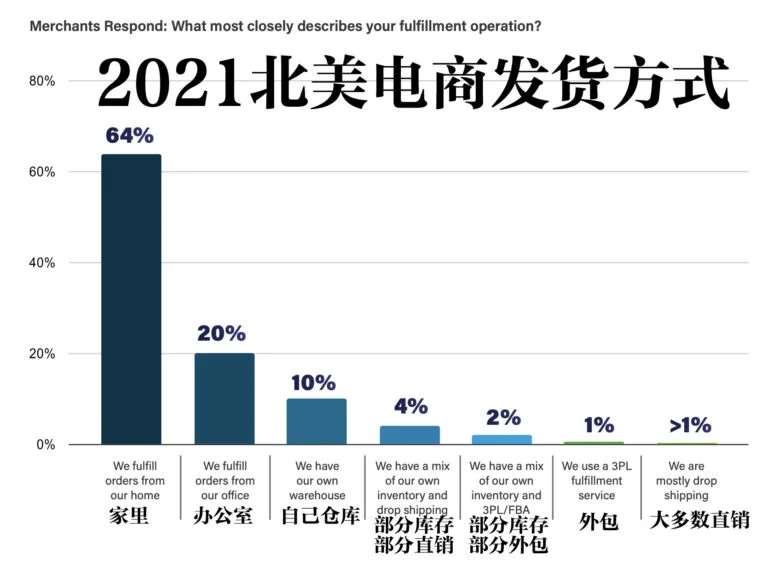 Merchants Respond: What most closely describes your fulfillment operation?
2021北美电商发货方式
80%
60%
40%
20%
0%
64%
20%
10%
4%
2%
1%
>1%
We fulfill
orders from
our home
家里
We fulfill
orders from
our office
办公室
We have
our own
warehouse
自己仓库
We have a mix
of our own
inventory and
drop shipping
部分库存
部分直销
We have a mix
of our own
inventory and
3PL/FBA
部分库存
部分外包
We use a 3PL
fulfillment
service
外包
We are
mostly drop
shipping
大多数直销